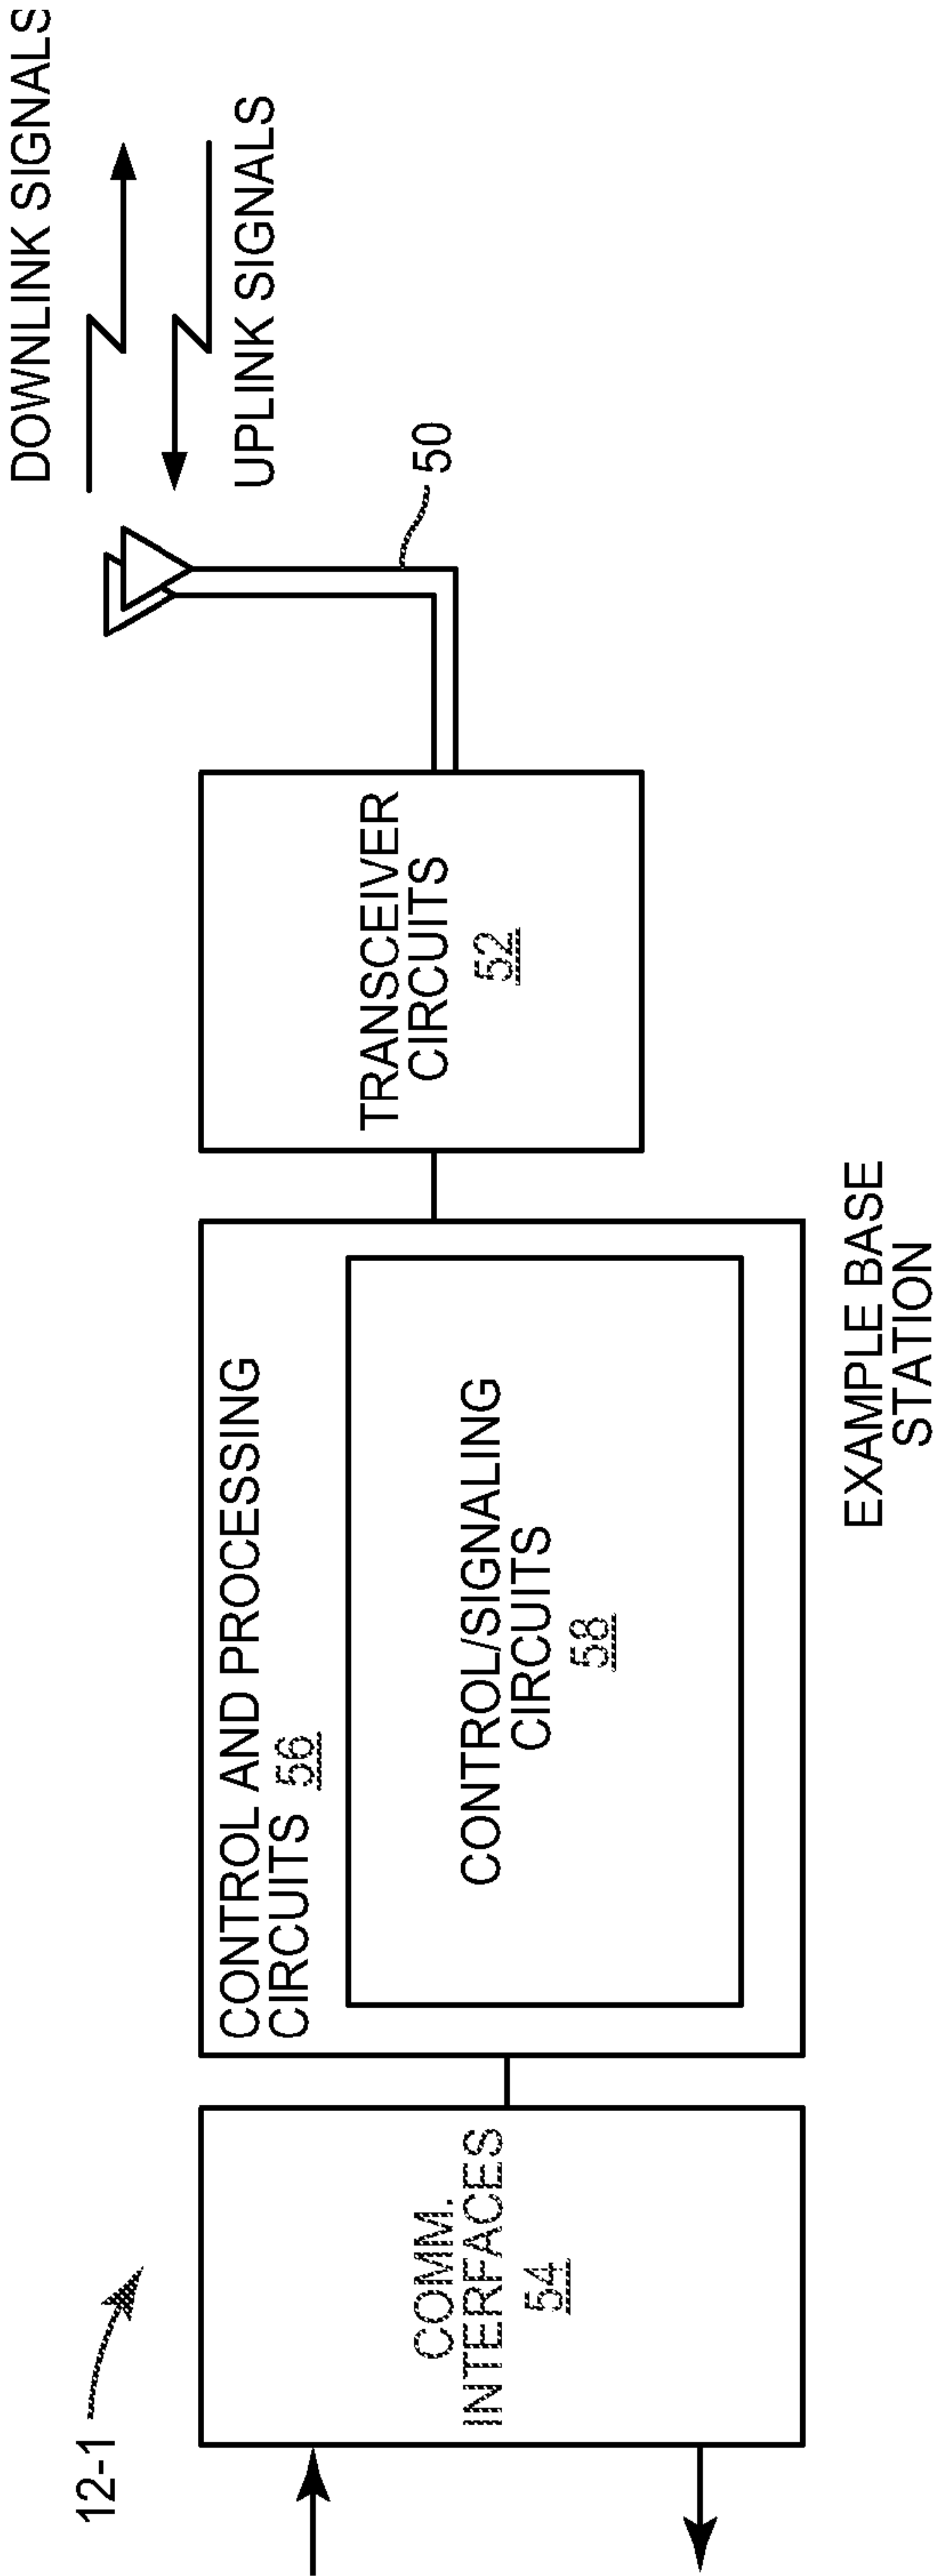 DOWNLINK SIGNALS
UPLINK SIGNALS
50
12-1
COMM.
INTERFACES
54
CONTROL AND PROCESSING
CIRCUITS 56
CONTROL/SIGNALING
CIRCUITS
58
TRANSCEIVER
CIRCUITS
52
EXAMPLE BASE
STATION